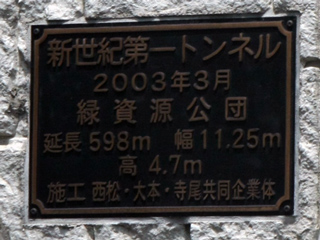 新世紀第一トンネル
2003年3月
緑資源公団
延長 598m 幅 11.25m
高 4.7m
施工 西松・大本・寺尾共同企業体